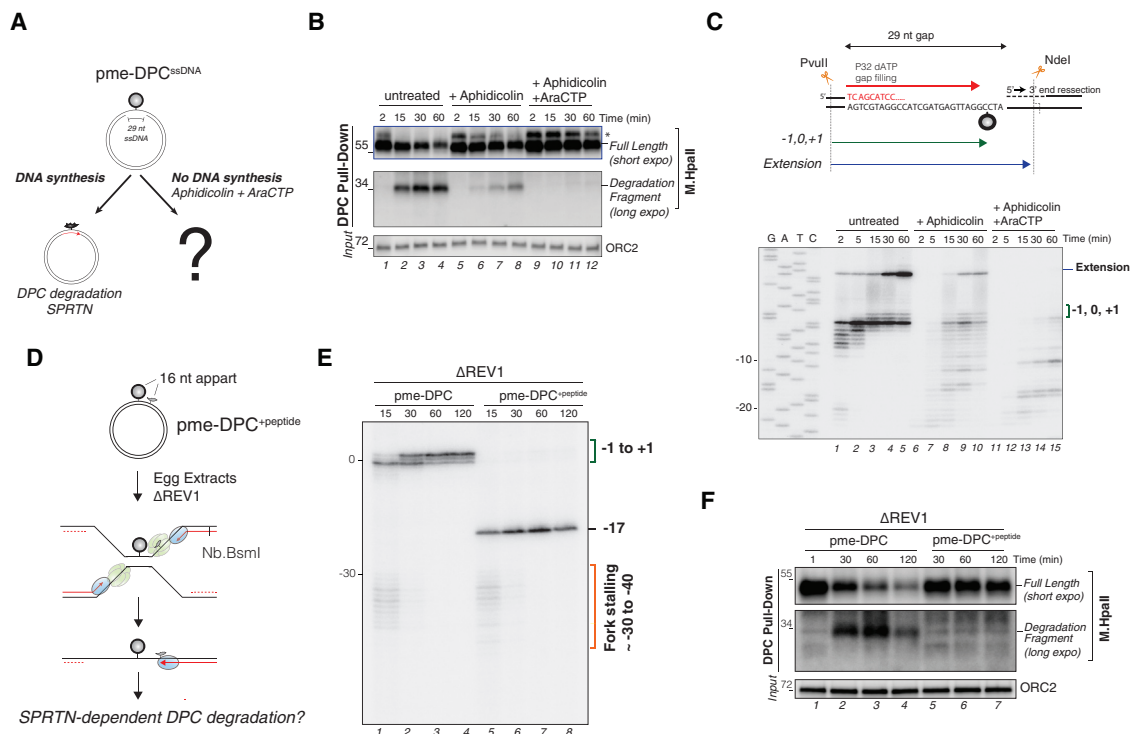 A
pme-DPCssDNA
29 nt
ssDNA
DNA synthesis
No DNA synthesis
Aphidicolin + AraCTP
?
DPC degradation
SPRTN
B
untreated
+ Aphidicolin
+ Aphidicolin
+AraCTP
2 15 30 60 2 15 30 60 2 15 30 60 Time (min)
DPC Pull-Down
55
*
Full Length
(short expo)
34
Degradation
Fragment
(long expo)
M.HpaII
Input
72
ORC2
1 2 3 4 5 6 7 8 9 10 11 12
C
29 nt gap
PvuII
P32 dATP
gap filling
NdeI
5' 3' end ressection
5'
TCAGCATCC.....
AGTCGTAGGCCATCGATGAGTTAGGCCTA
-1,0,+1
Extension
untreated
+ Aphidicolin
+ Aphidicolin
+AraCTP
G A T C 2 5 15 30 60 2 5 15 30 60 2 5 15 30 60 Time (min)
Extension
-1, 0, +1
-10
-20
1 2 3 4 5 6 7 8 9 10 11 12 13 14 15
D
16 nt appart
pme-DPC+peptide
Egg Extracts
ΔREV1
Nb.BsmI
SPRTN-dependent DPC degradation?
E
ΔREV1
pme-DPC
pme-DPC+peptide
15 30 60 120 15 30 60 120
0
-1 to +1
-17
-30
Fork stalling
~ -30 to -40
1 2 3 4 5 6 7 8
F
ΔREV1
pme-DPC
pme-DPC+peptide
1 30 60 120 30 60 120 Time (min)
DPC Pull-Down
55
Full Length
(short expo)
34
Degradation
Fragment
(long expo)
M.HpaII
Input
72
ORC2
1 2 3 4 5 6 7